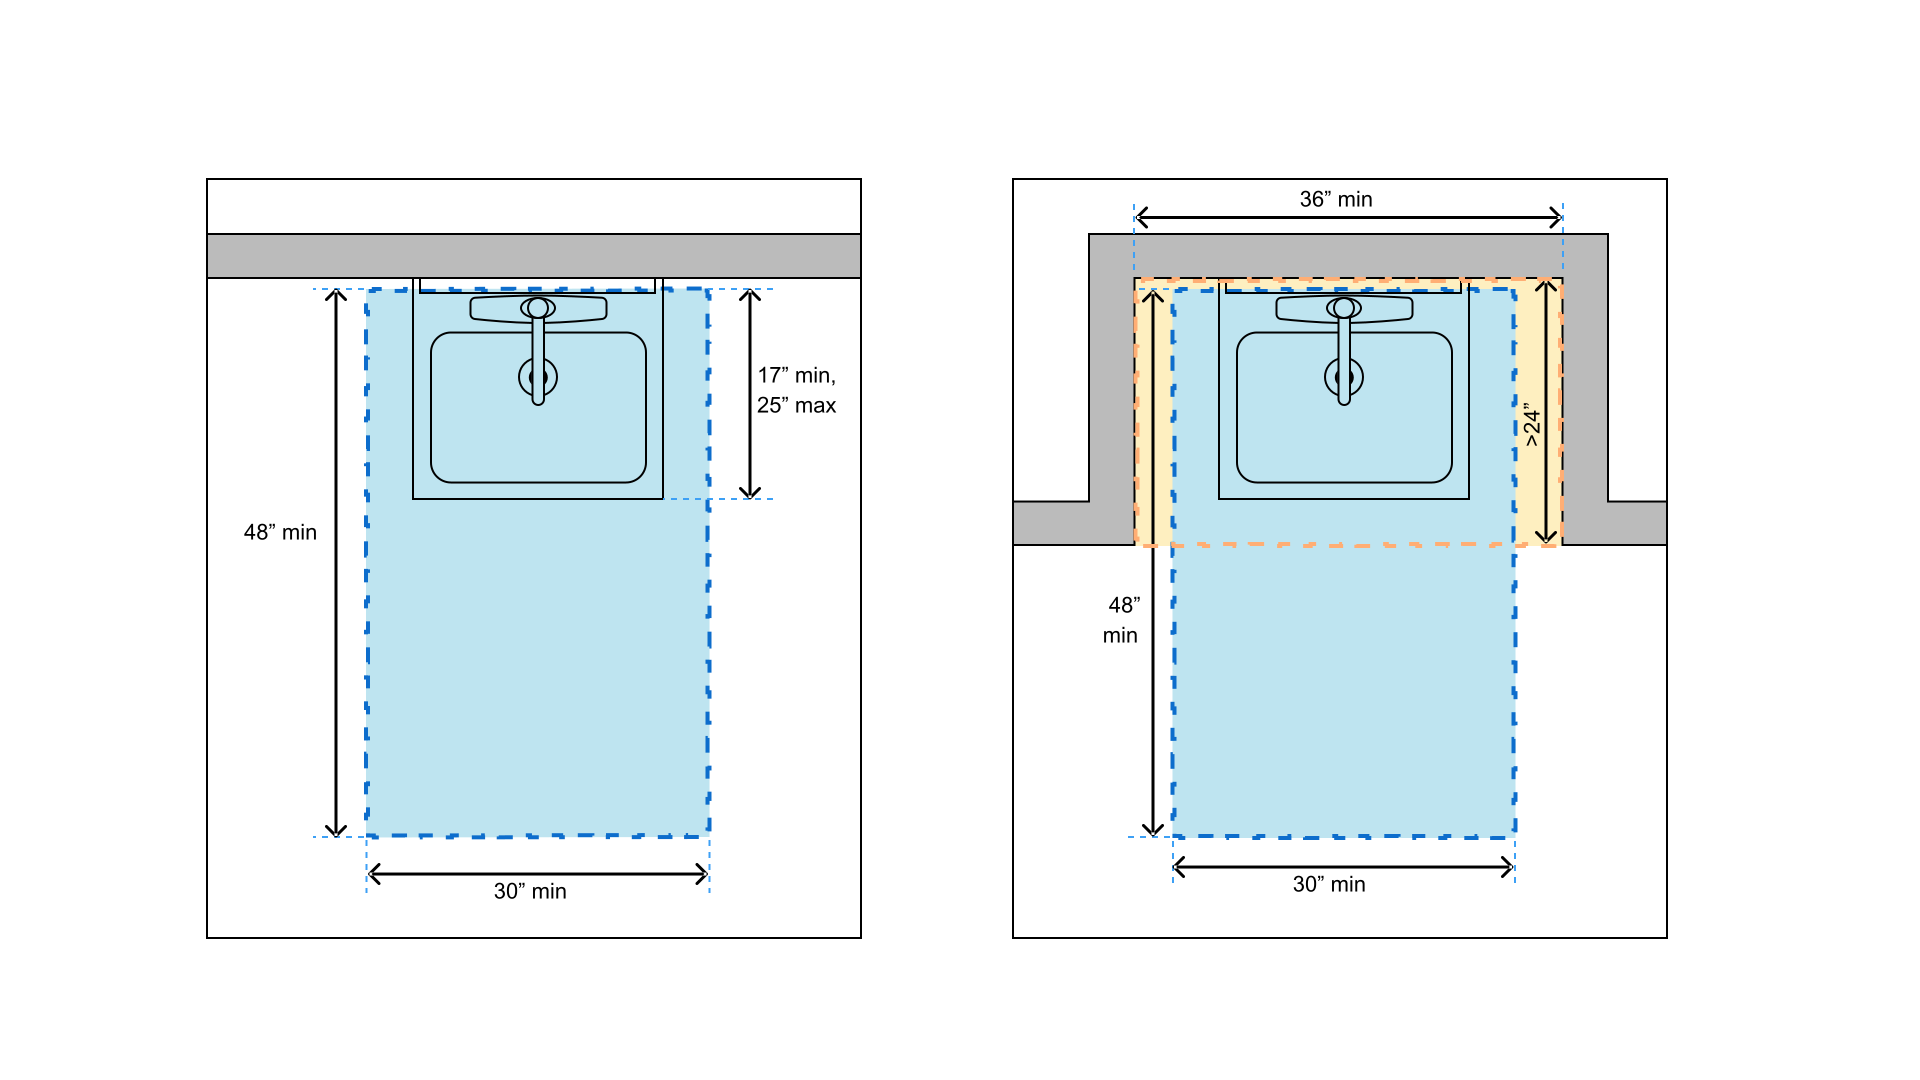 17” min,
25” max
48” min
30” min
36” min
>24”
48”
min
30” min